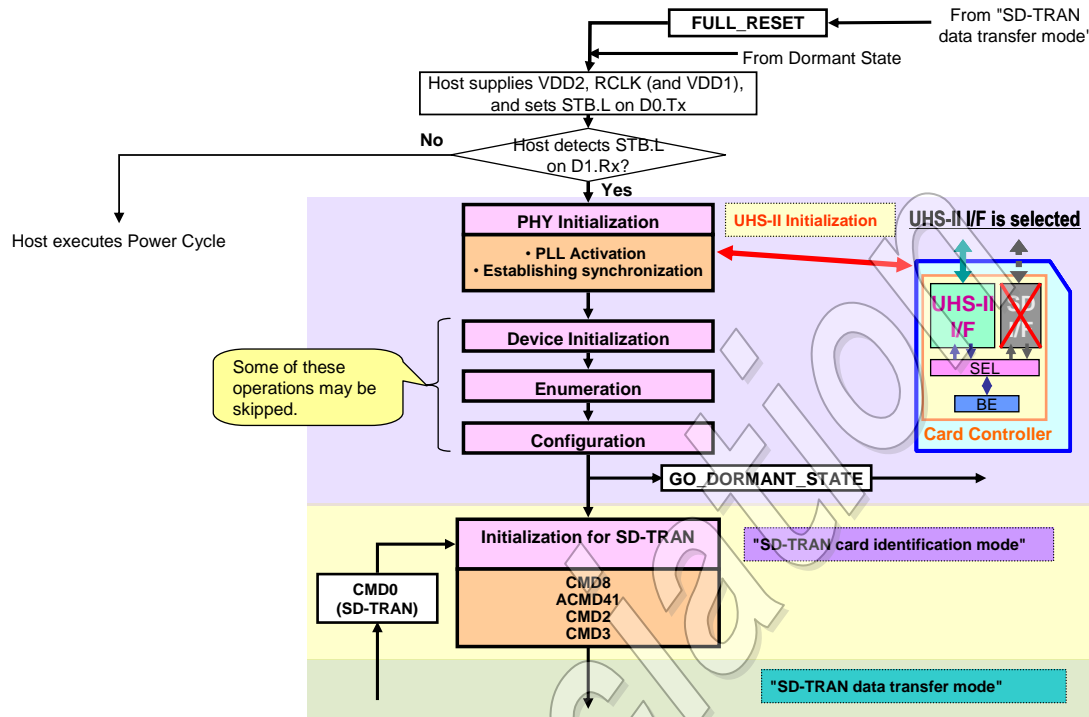 FULL_RESET
From "SD-TRAN
data transfer mode"
From Dormant State
Host supplies VDD2, RCLK (and VDD1),
and sets STB.L on D0.Tx
No
Host detects STB.L
on D1.Rx?
Yes
Host executes Power Cycle
PHY Initialization
• PLL Activation
• Establishing synchronization
UHS-II Initialization
UHS-II I/F is selected
UHS-II
I/F
SD
I/F
SEL
BE
Card Controller
Device Initialization
Some of these
operations may be
skipped.
Enumeration
Configuration
GO_DORMANT_STATE
Initialization for SD-TRAN
"SD-TRAN card identification mode"
CMD0
(SD-TRAN)
CMD8
ACMD41
CMD2
CMD3
"SD-TRAN data transfer mode"